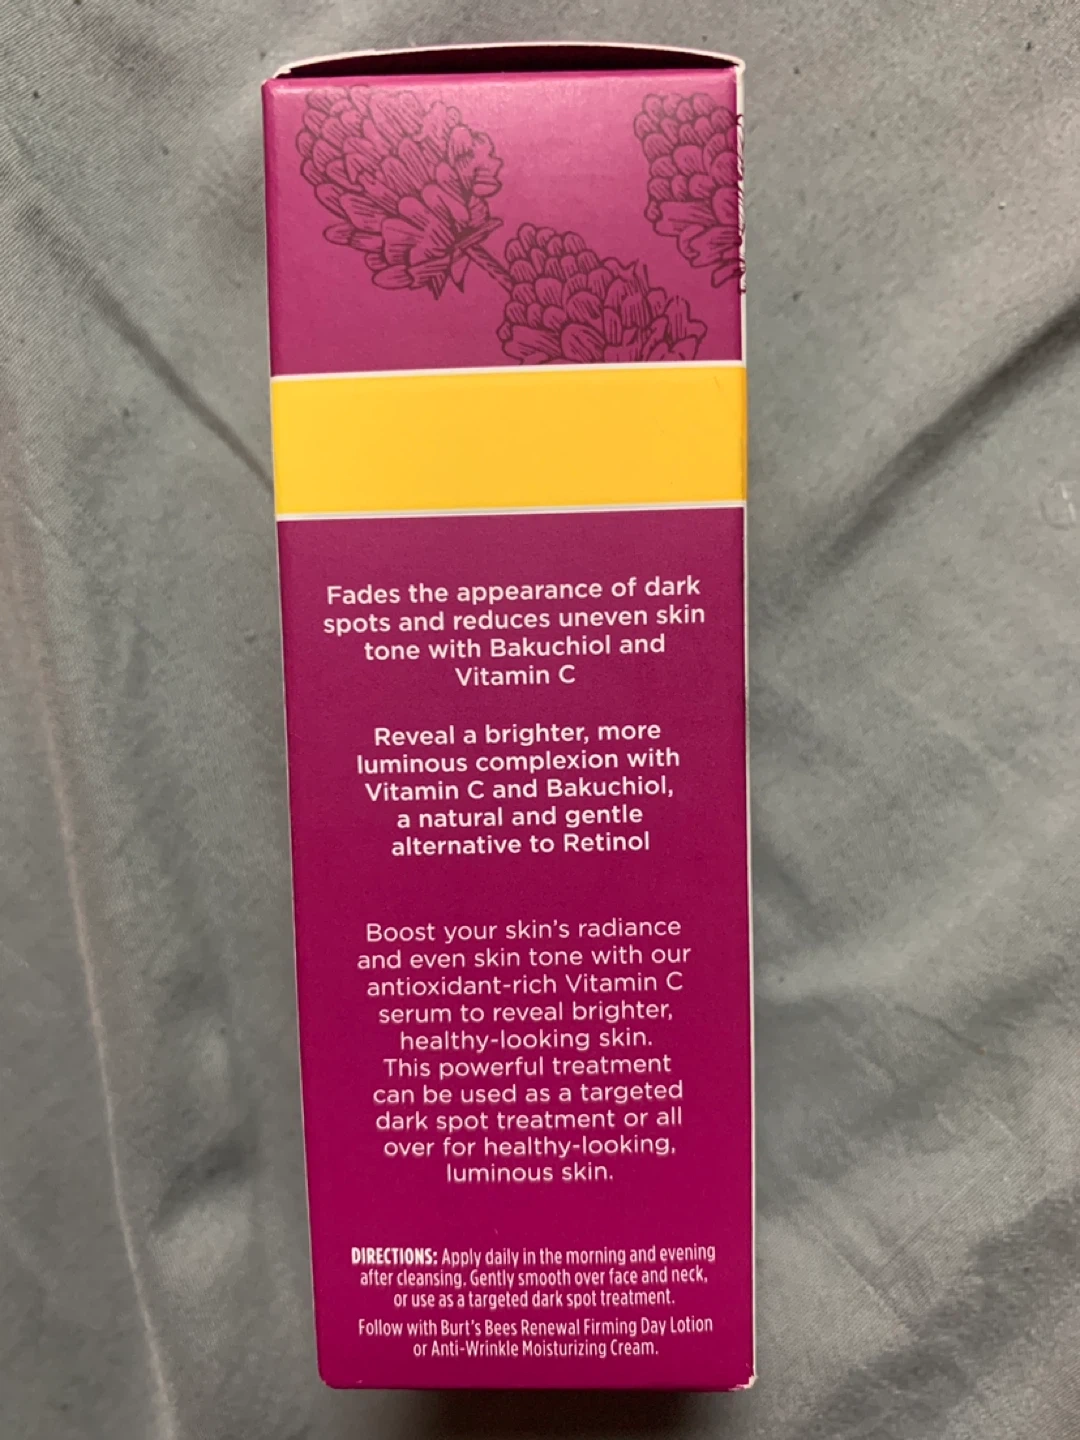 Fades the appearance of dark
spots and reduces uneven skin
tone with Bakuchiol and
Vitamin C
Reveal a brighter, more
luminous complexion with
Vitamin C and Bakuchiol,
a natural and gentle
alternative to Retinol
Boost your skin's radiance
and even skin tone with our
antioxidant-rich Vitamin C
serum to reveal brighter,
healthy-looking skin.
This powerful treatment
can be used as a targeted
dark spot treatment or all
over for healthy-looking,
luminous skin.
DIRECTIONS: Apply daily in the morning and evening
after cleansing. Gently smooth over face and neck,
or use as a targeted dark spot treatment.
Follow with Burt's Bees Renewal Firming Day Lotion
or Anti-Wrinkle Moisturizing Cream.